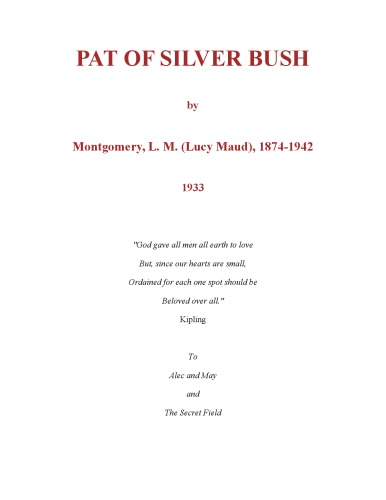 PAT OF SILVER BUSH
by
Montgomery, L. M. (Lucy Maud), 1874-1942
1933
"God gave all men all earth to love
But, since our hearts are small,
Ordained for each one spot should be
Beloved over all."
Kipling
To
Alec and May
and
The Secret Field